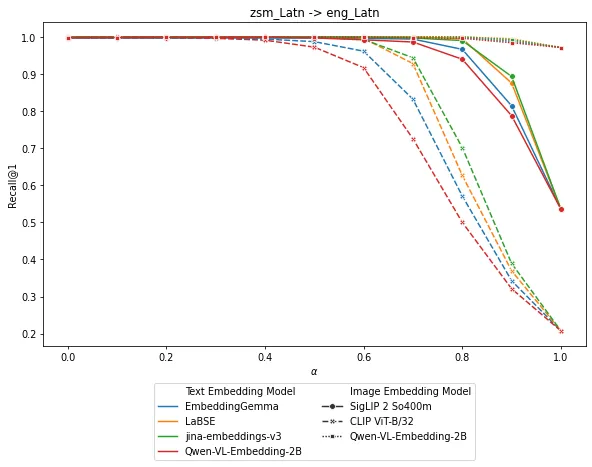 zsm_Latn -> eng_Latn
Recall@1
1.0
0.9
0.8
0.7
0.6
0.5
0.4
0.3
0.2
0.0 0.2 0.4 0.6 0.8 1.0
α
Text Embedding Model Image Embedding Model
EmbeddingGemma SigLIP 2 So400m
LaBSE CLIP ViT-B/32
jina-embeddings-v3 Qwen-VL-Embedding-2B
Qwen-VL-Embedding-2B